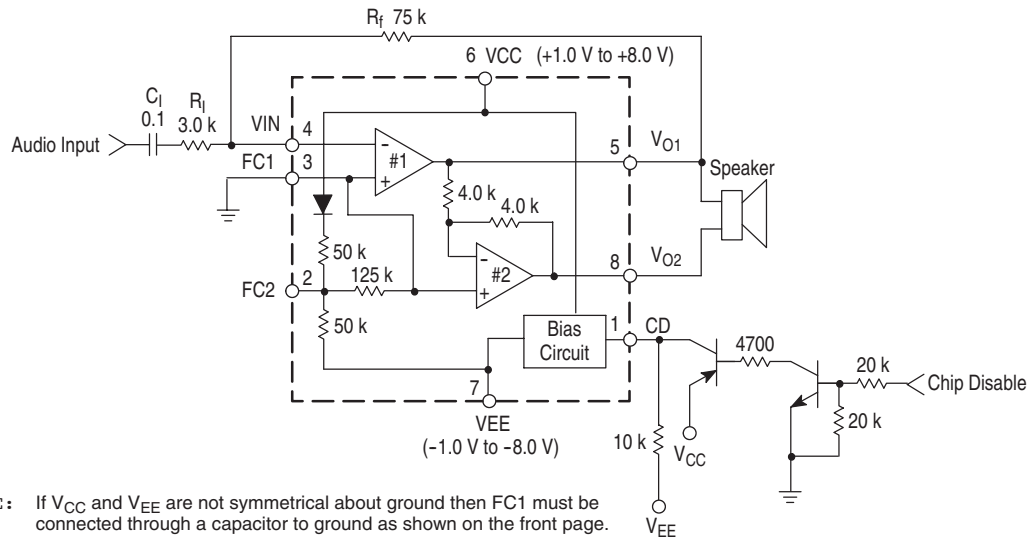 Rf 75 k
6 VCC (+1.0 V to +8.0 V)
CI
0.1
RI
3.0 k
VIN
4
Audio Input
FC1
3
-
#1
+
5
VO1
Speaker
4.0 k
4.0 k
50 k
-
#2
+
8
VO2
FC2
2
125 k
50 k
Bias
Circuit
1
CD
4700
20 k
Chip Disable
20 k
7
VEE
(−1.0 V to −8.0 V)
10 k
VCC
VEE
: If VCC and VEE are not symmetrical about ground then FC1 must be
connected through a capacitor to ground as shown on the front page.